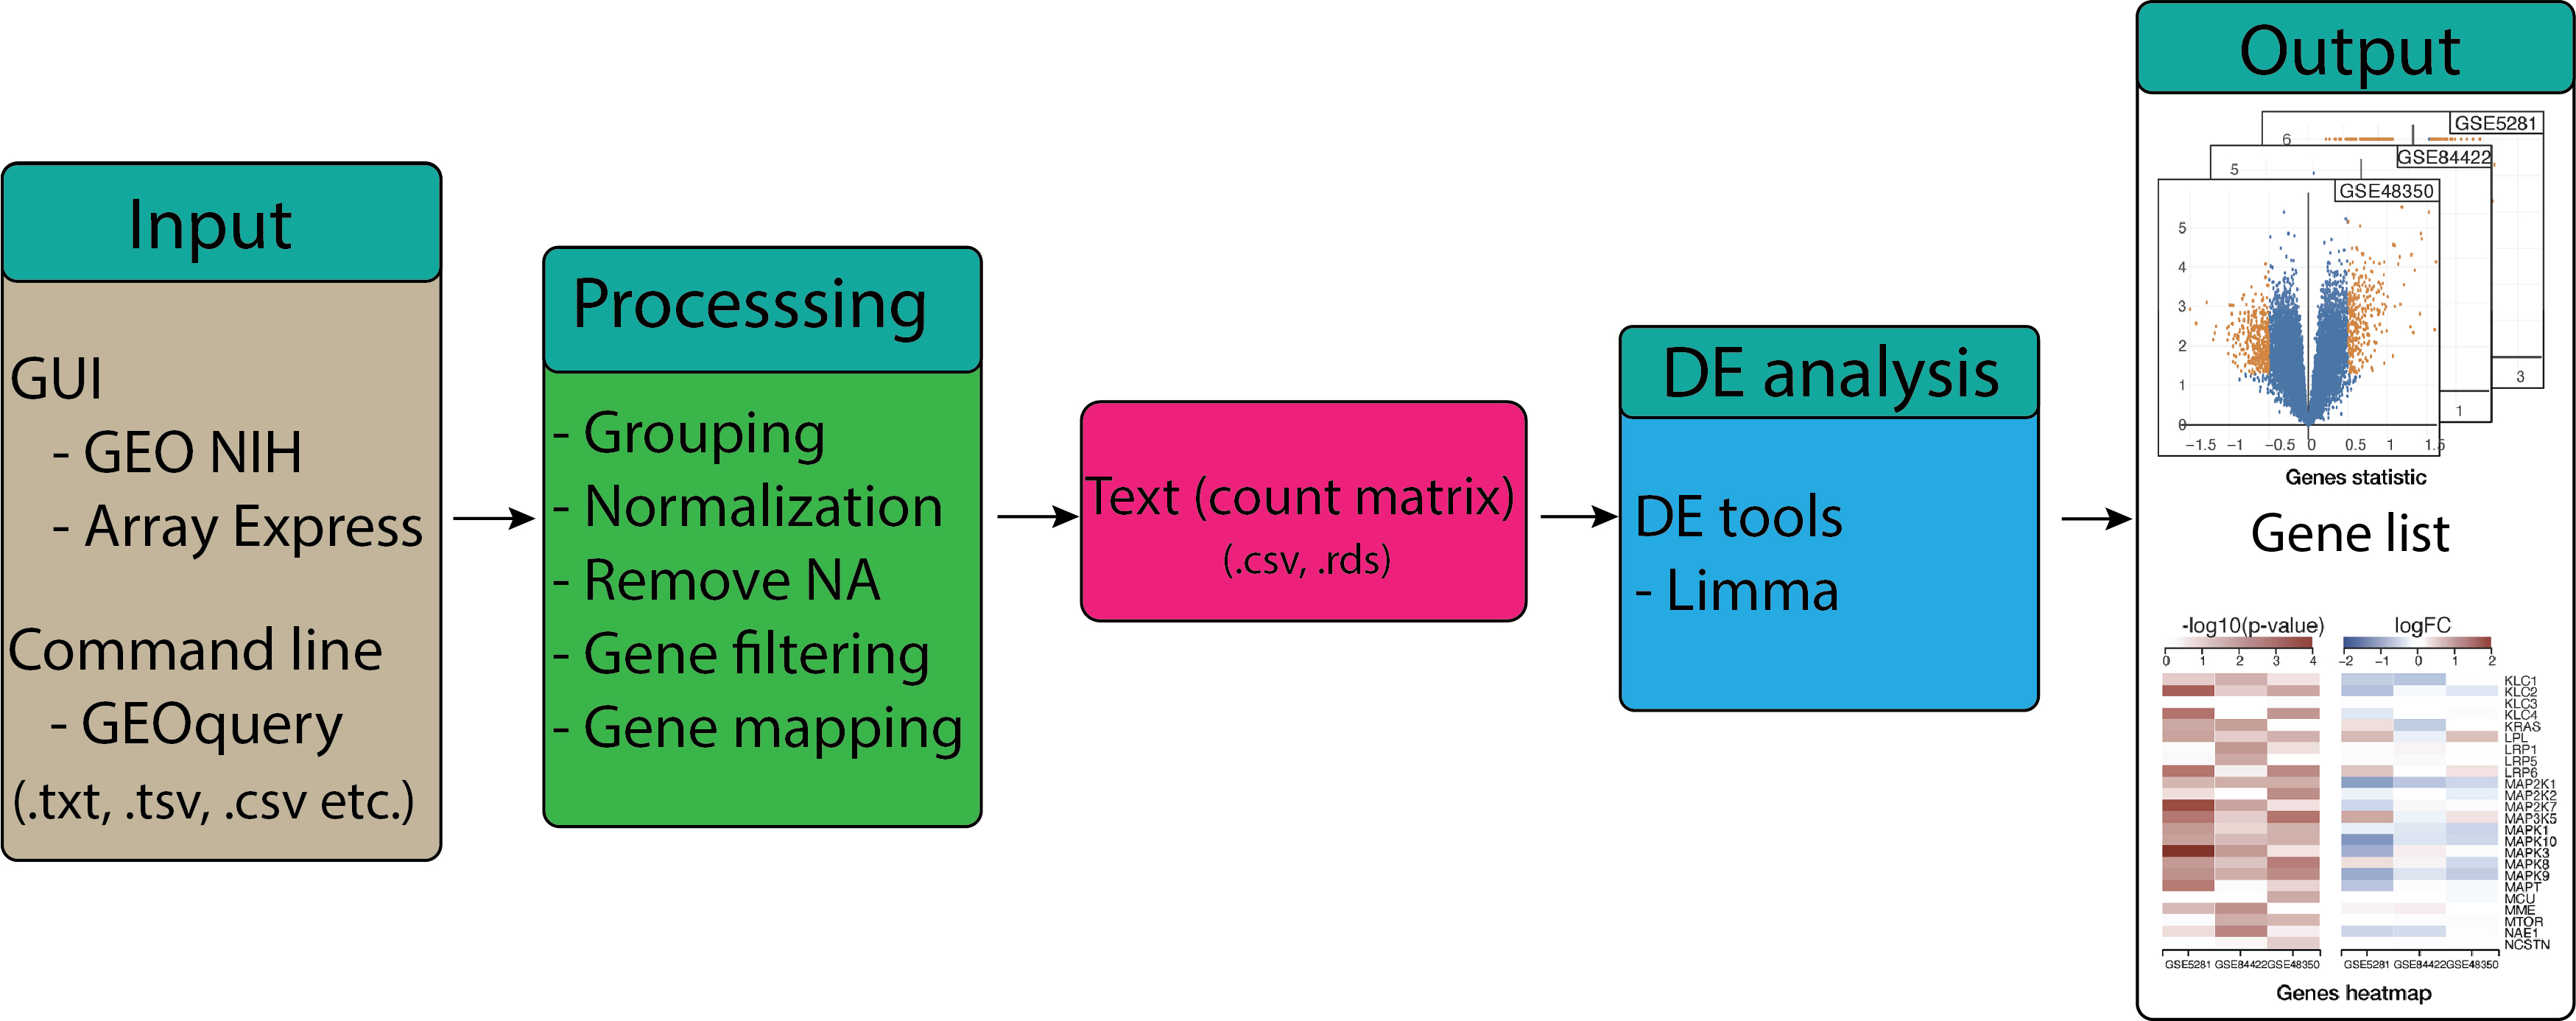 Input
GUI
- GEO NIH
- Array Express
Command line
- GEOquery
(.txt, .tsv, .csv etc.)
Processsing
- Grouping
- Normalization
- Remove NA
- Gene filtering
- Gene mapping
Text (count matrix)
(.csv, .rds)
DE analysis
DE tools
- Limma
Output
GSE5281
6
3
GSE84422
5
1
GSE48350
5
4
3
2
1
0
−1.5 −1 −0.5 0 0.5 1 1.5
Genes statistic
Gene list
-log10(p-value)
0 1 2 3 4
logFC
−2 −1 0 1 2
KLC1
KLC2
KLC3
KLC4
KRAS
LPL
LRP1
LRP5
LRP6
MAP2K1
MAP2K2
MAP2K7
MAP3K5
MAPK1
MAPK10
MAPK3
MAPK8
MAPK9
MAPT
MCU
MME
MTOR
NAE1
NCSTN
GSE5281 GSE84422 GSE48350
GSE5281 GSE84422 GSE48350
Genes heatmap